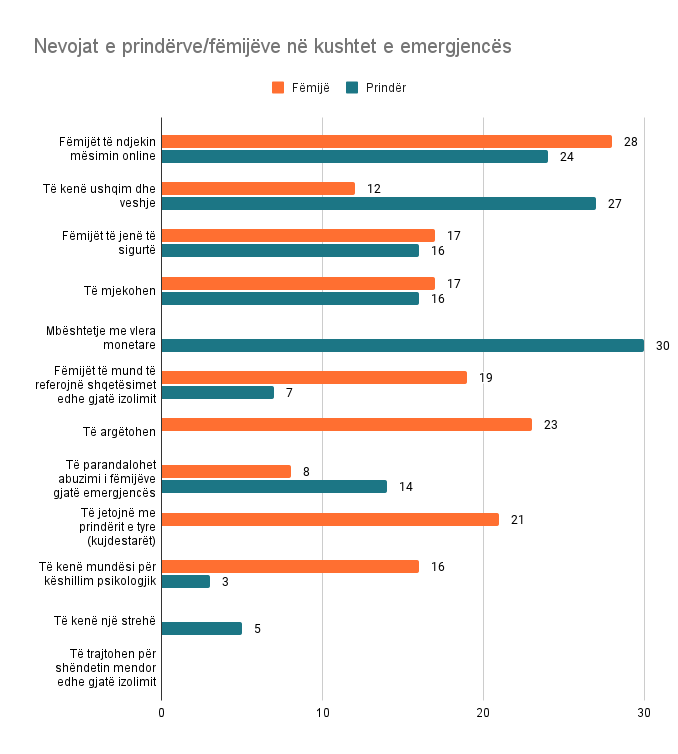 Nevojat e prindërve/fëmijëve në kushtet e emergjencës
Fëmijë Prindër
Fëmijët të ndjekin
mësimin online
28
24
Të kenë ushqim dhe
veshje
12
27
Fëmijët të jenë të
sigurtë
17
16
Të mjekohen
17
16
Mbështetje me vlera
monetare
30
Fëmijët të mund të
referojnë shqetësimet
edhe gjatë izolimit
19
7
Të argëtohen
23
Të parandalohet
abuzimi i fëmijëve
gjatë emergjencës
8
14
Të jetojnë me
prindërit e tyre
(kujdestarët)
21
Të kenë mundësi për
këshillim psikologjik
16
3
Të kenë një strehë
5
Të trajtohen për
shëndetin mendor
edhe gjatë izolimit
0 10 20 30